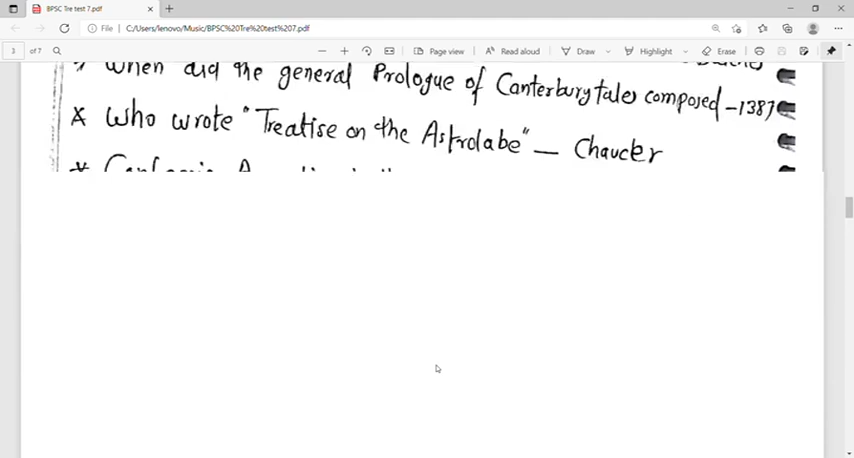 BPSC Tre test 7.pdf
File C:/Users/lenovo/Music/BPSC%20Tre%20test%207.pdf
3 of 7 Page view Read aloud Draw Highlight Erase
When did the general Prologue of Canterbury tales composed - 1387
x Who wrote "Treatise on the Astrolabe" — Chaucer